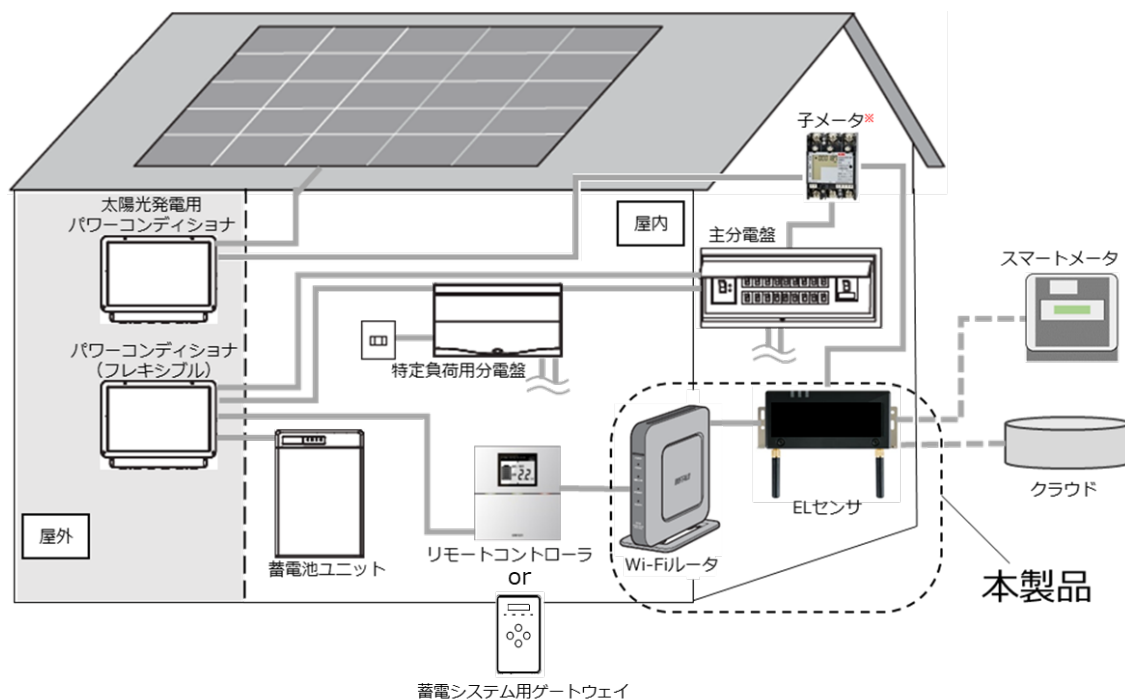 子メータ※
太陽光発電用
パワーコンディショナ
屋内
主分電盤
スマートメータ
パワーコンディショナ
(フレキシブル)
特定負荷用分電盤
クラウド
ELセンサ
屋外
蓄電池ユニット
リモートコントローラ
Wi-Fiルータ
or
本製品
蓄電システム用ゲートウェイ